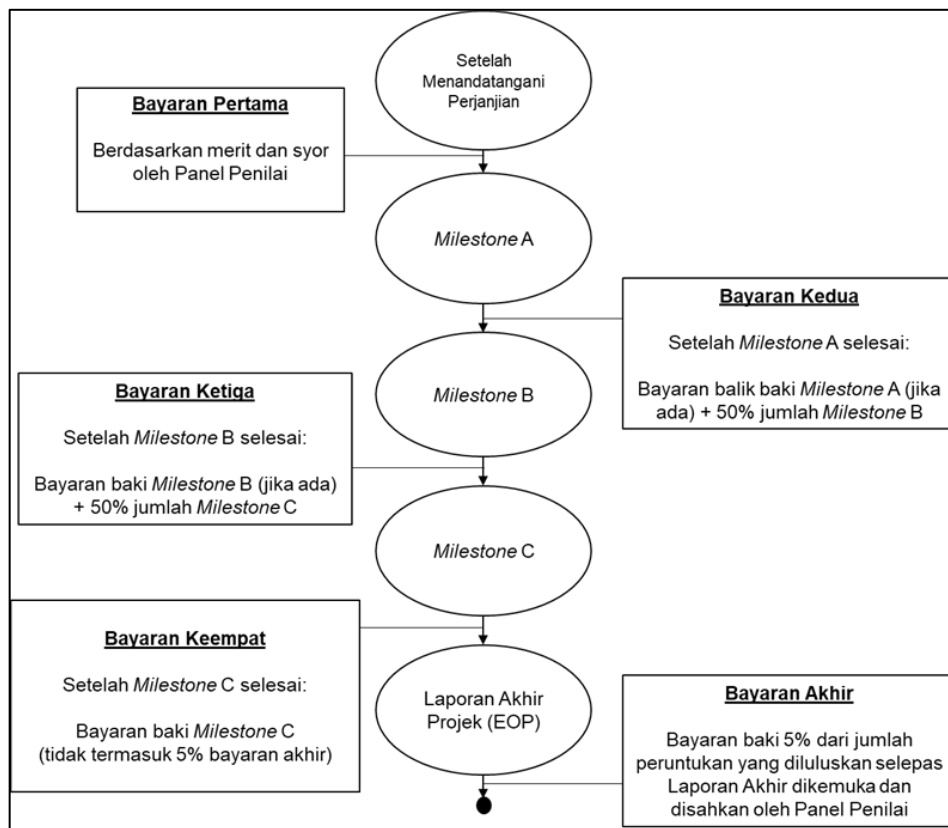 Setelah
Menandatangani
Perjanjian
Bayaran Pertama
Berdasarkan merit dan syor
oleh Panel Penilai
Milestone A
Bayaran Kedua
Setelah Milestone A selesai:
Bayaran balik baki Milestone A (jika
ada) + 50% jumlah Milestone B
Milestone B
Bayaran Ketiga
Setelah Milestone B selesai:
Bayaran baki Milestone B (jika ada)
+ 50% jumlah Milestone C
Milestone C
Bayaran Keempat
Setelah Milestone C selesai:
Bayaran baki Milestone C
(tidak termasuk 5% bayaran akhir)
Laporan Akhir
Projek (EOP)
Bayaran Akhir
Bayaran baki 5% dari jumlah
peruntukan yang diluluskan selepas
Laporan Akhir dikemuka dan
disahkan oleh Panel Penilai